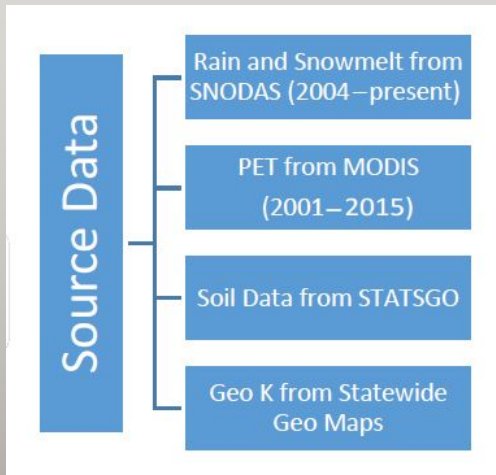 Source Data
Rain and Snowmelt from
SNODAS (2004–present)
PET from MODIS
(2001–2015)
Soil Data from STATSGO
Geo K from Statewide
Geo Maps